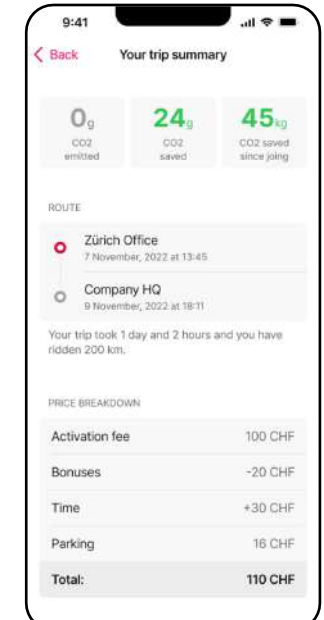 9:41
Back Your trip summary
0g 24g 45kg
CO2 CO2 CO2 saved
emitted saved since joing
ROUTE
Zürich Office
7 November, 2022 at 13:45
Company HQ
9 November, 2022 at 18:11
Your trip took 1 day and 2 hours and you have
ridden 200 km.
PRICE BREAKDOWN
Activation fee 100 CHF
Bonuses -20 CHF
Time +30 CHF
Parking 16 CHF
Total: 110 CHF